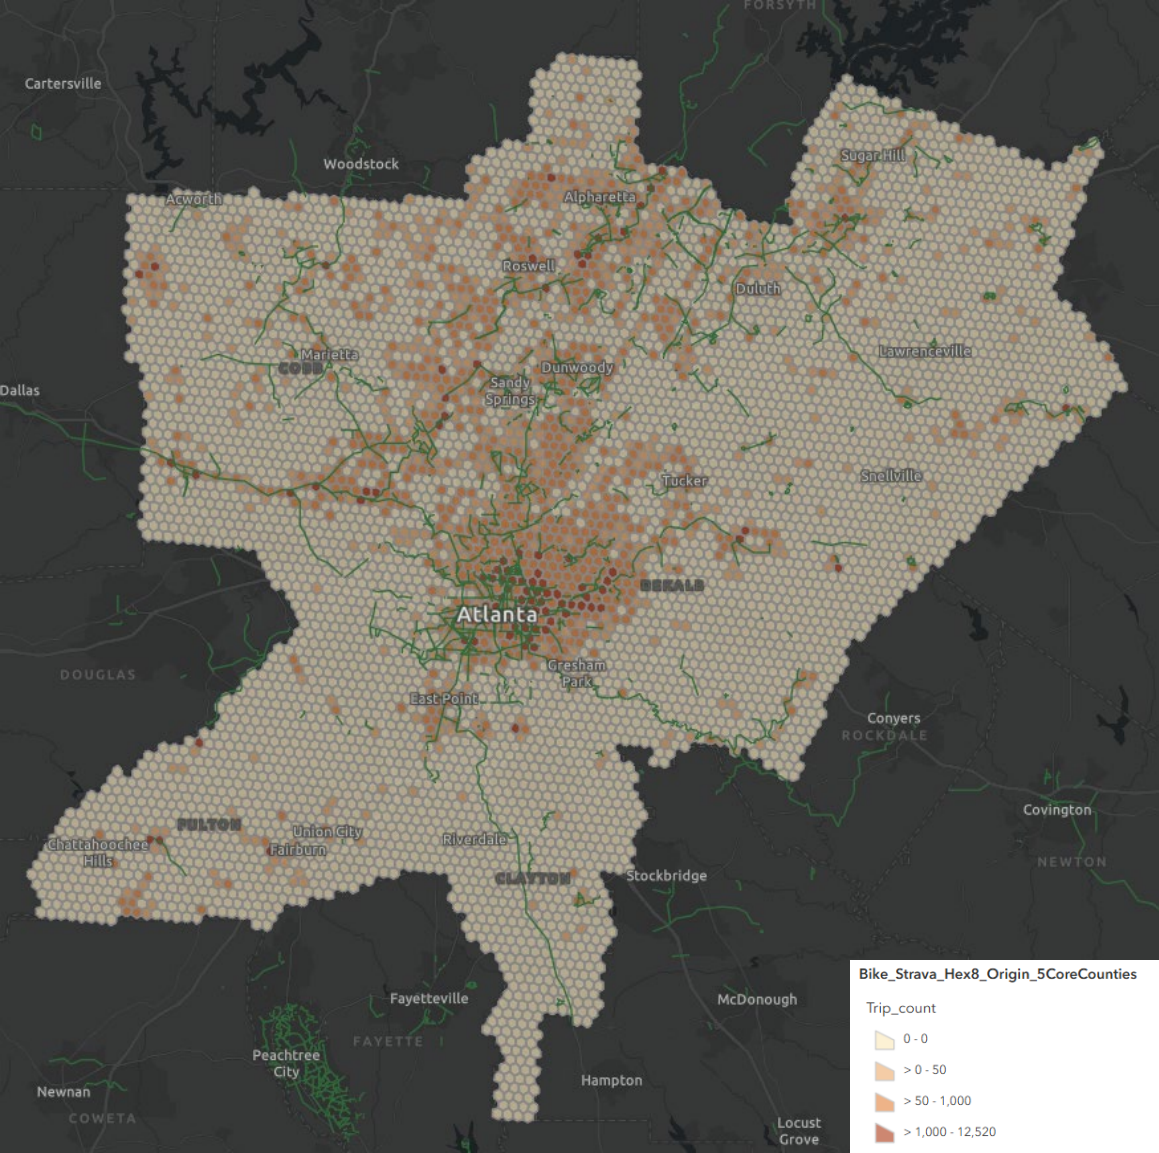 FORSYTH
Cartersville
Woodstock
Sugar Hill
Acworth
Alpharetta
Roswell
Duluth
Marietta
COBB
Lawrenceville
Dunwoody
Sandy
Springs
Dallas
Tucker
Snellville
DEKALB
Atlanta
Gresham
Park
DOUGLAS
East Point
Conyers
ROCKDALE
Covington
FULTON
Union City
Chattahoochee
Hills
Fairburn
Riverdale
NEWTON
CLAYTON
Stockbridge
Fayetteville
McDonough
FAYETTE
Peachtree
City
Hampton
Newnan
COWETA
Locust
Grove
Bike_Strava_Hex8_Origin_5CoreCounties
Trip_count
0 - 0
> 0 - 50
> 50 - 1,000
> 1,000 - 12,520